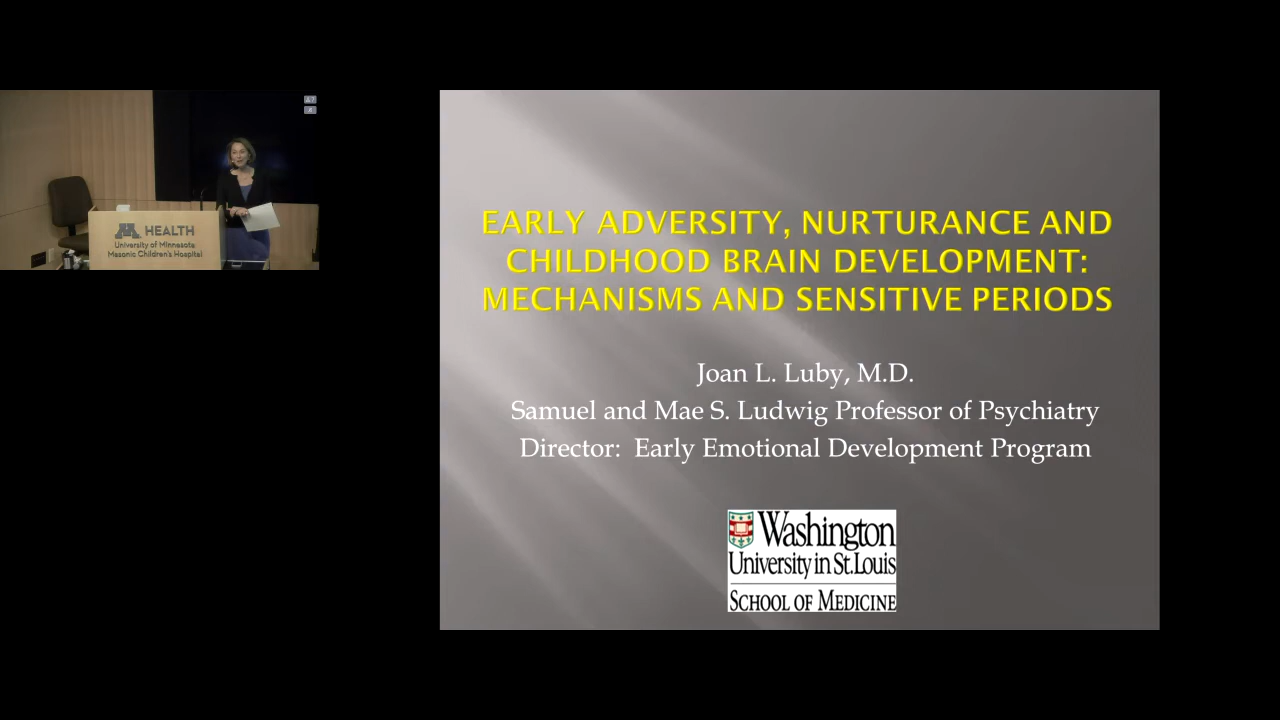 M HEALTH
University of Minnesota
Masonic Children's Hospital
EARLY ADVERSITY, NURTURANCE AND
CHILDHOOD BRAIN DEVELOPMENT:
MECHANISMS AND SENSITIVE PERIODS
Joan L. Luby, M.D.
Samuel and Mae S. Ludwig Professor of Psychiatry
Director:  Early Emotional Development Program
Washington
University in St. Louis
SCHOOL OF MEDICINE